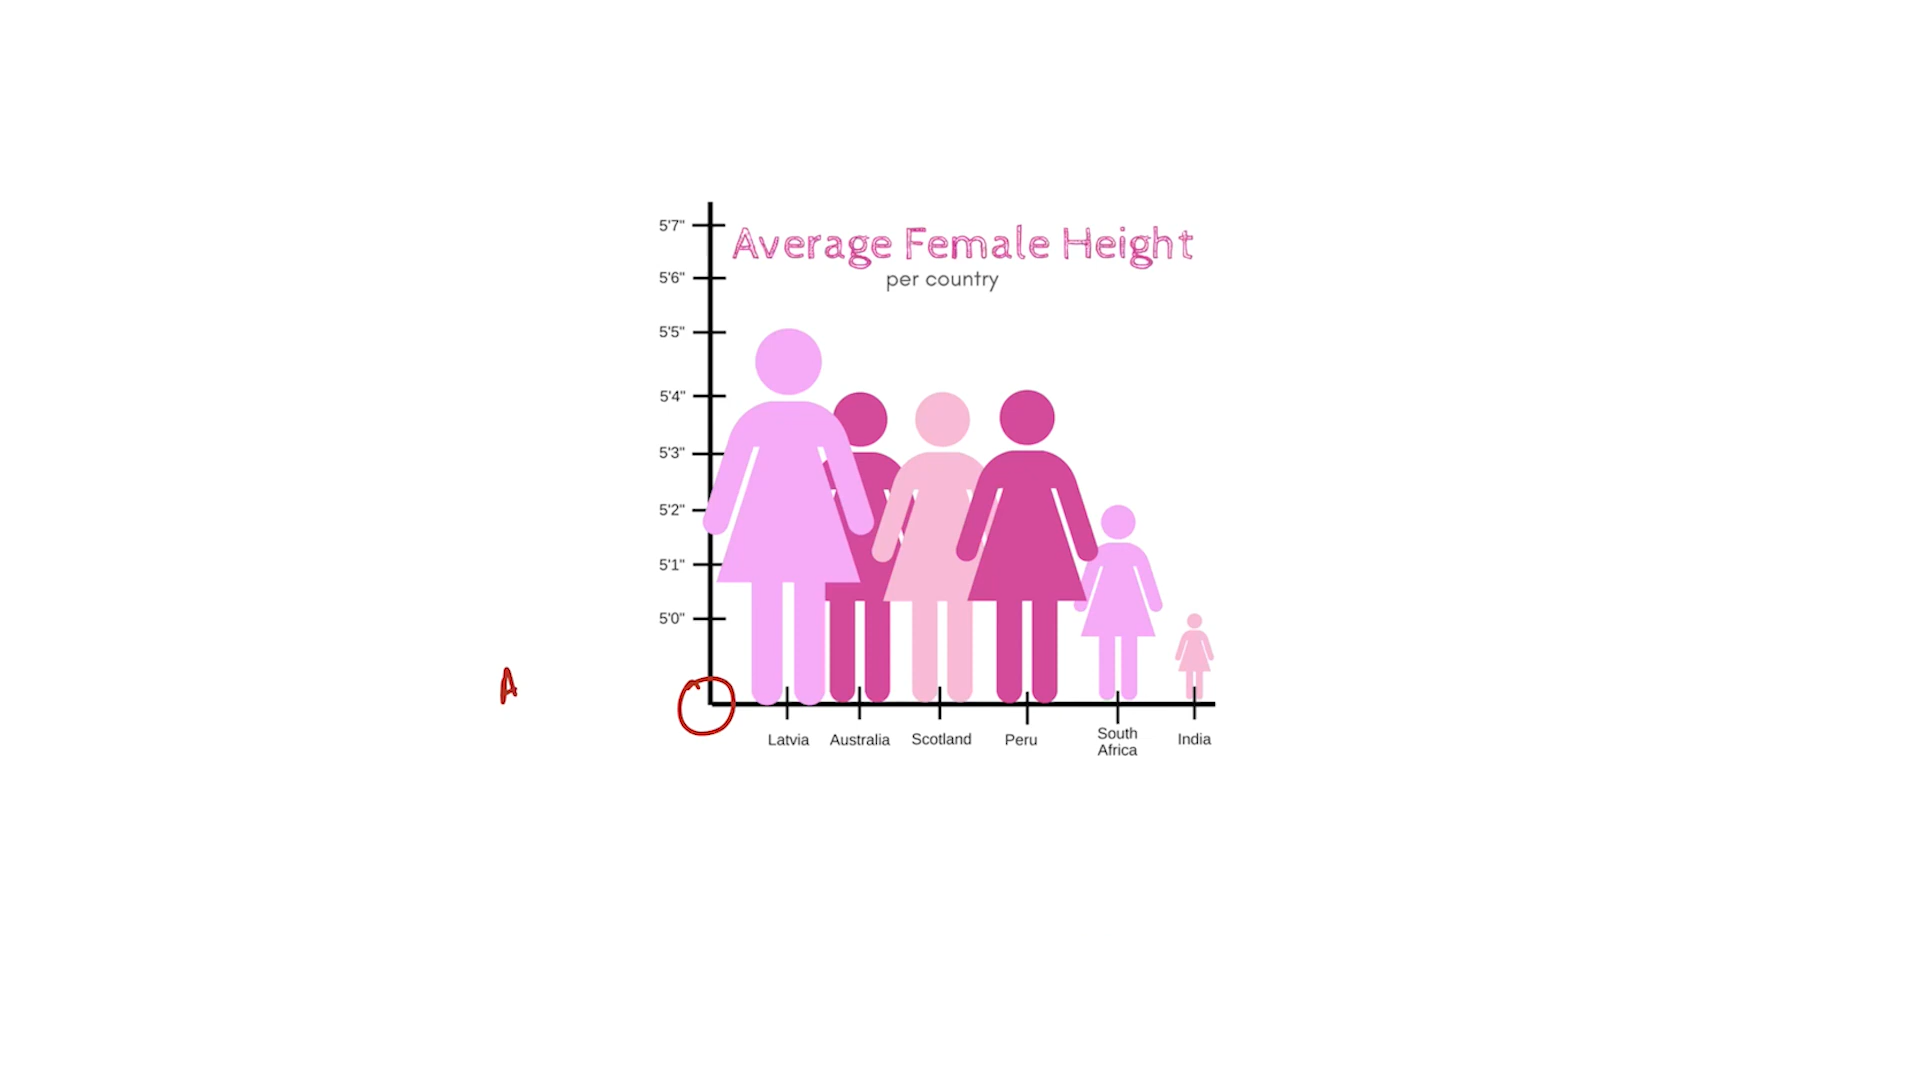 5'7"
Average Female Height
per country
5'6"
5'5"
5'4"
5'3"
5'2"
5'1"
5'0"
A
Latvia
Australia
Scotland
Peru
South
Africa
India